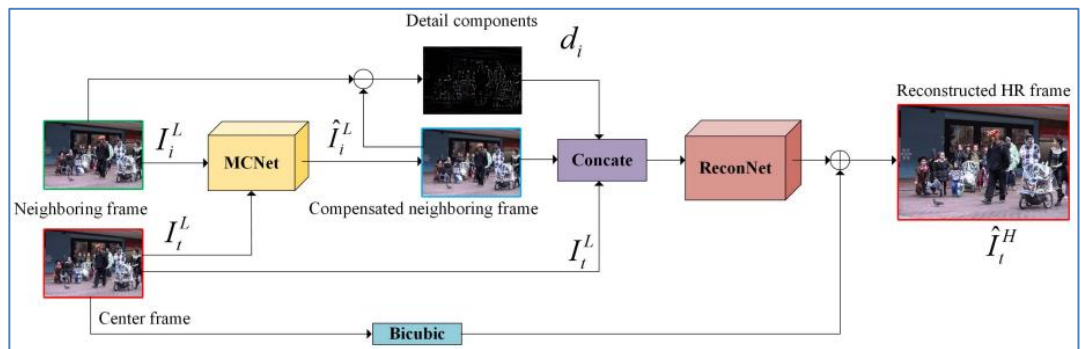 Detail components
d_i
Reconstructed HR frame
I_i^L
Î_i^L
MCNet
Concate
ReconNet
Neighboring frame
Compensated neighboring frame
I_t^L
I_t^L
Î_t^H
Center frame
Bicubic